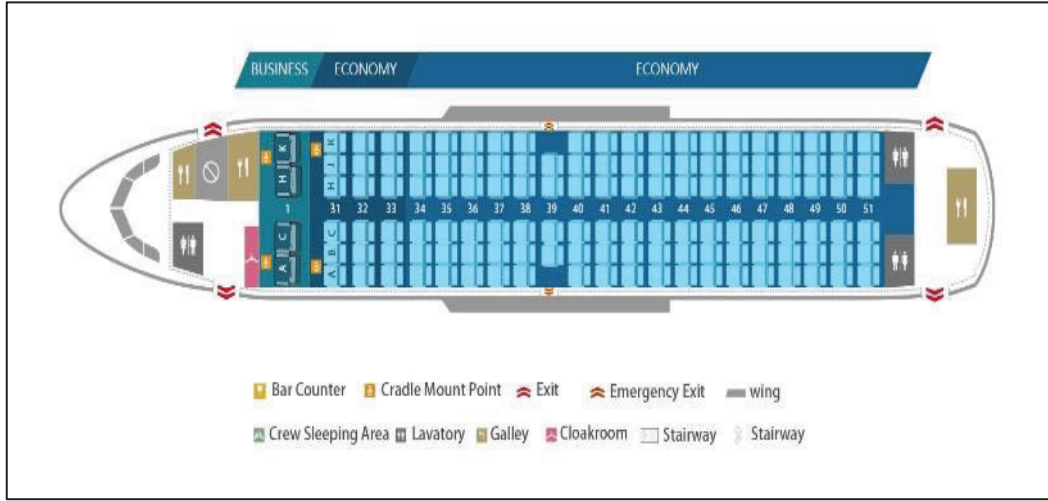 BUSINESS ECONOMY ECONOMY
K K
J
H H
1 31 32 33 34 35 36 37 38 39 40 41 42 43 44 45 46 47 48 49 50 51
C C
B
A A
Bar Counter Cradle Mount Point Exit Emergency Exit wing
Crew Sleeping Area Lavatory Galley Cloakroom Stairway Stairway